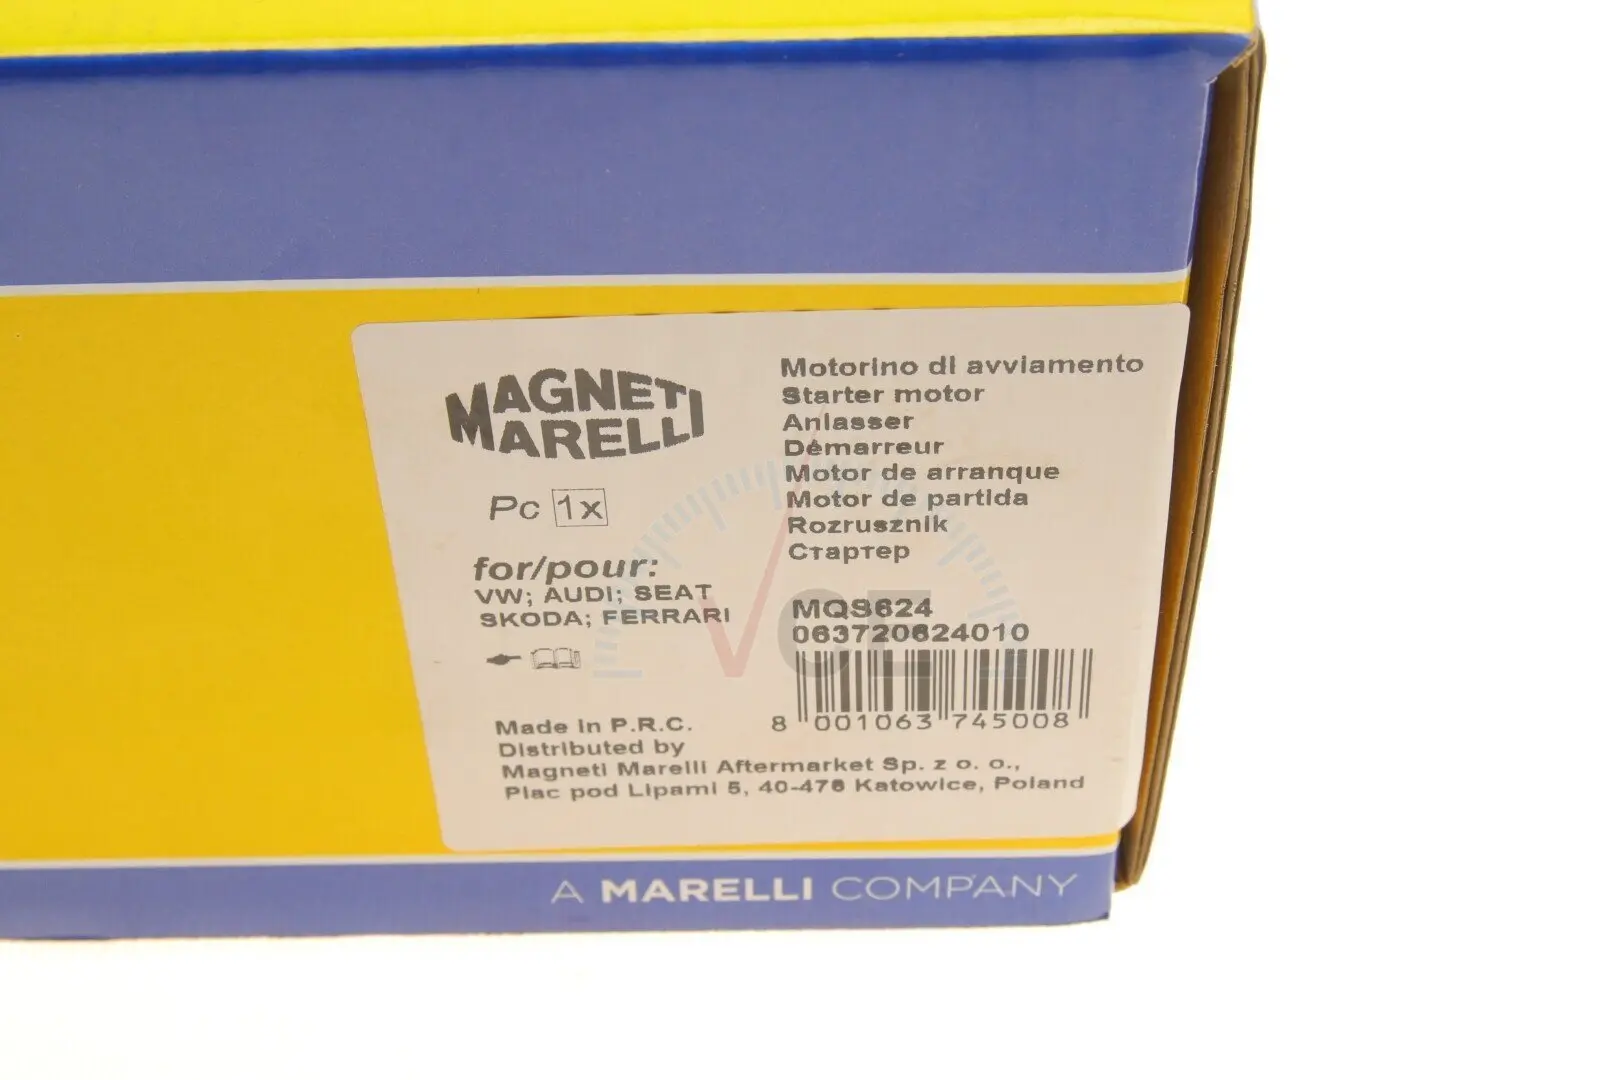 MAGNETI
MARELLI
Pc 1x
for/pour:
VW; AUDI; SEAT
SKODA; FERRARI
Motorino di avviamento
Starter motor
Anlasser
Démarreur
Motor de arranque
Motor de partida
Rozrusznik
Стартер
MQS624
063720624010
8 001063 745008
Made in P.R.C.
Distributed by
Magneti Marelli Aftermarket Sp. z o. o.,
Plac pod Lipami 5, 40-476 Katowice, Poland
A MARELLI COMPANY
VCE